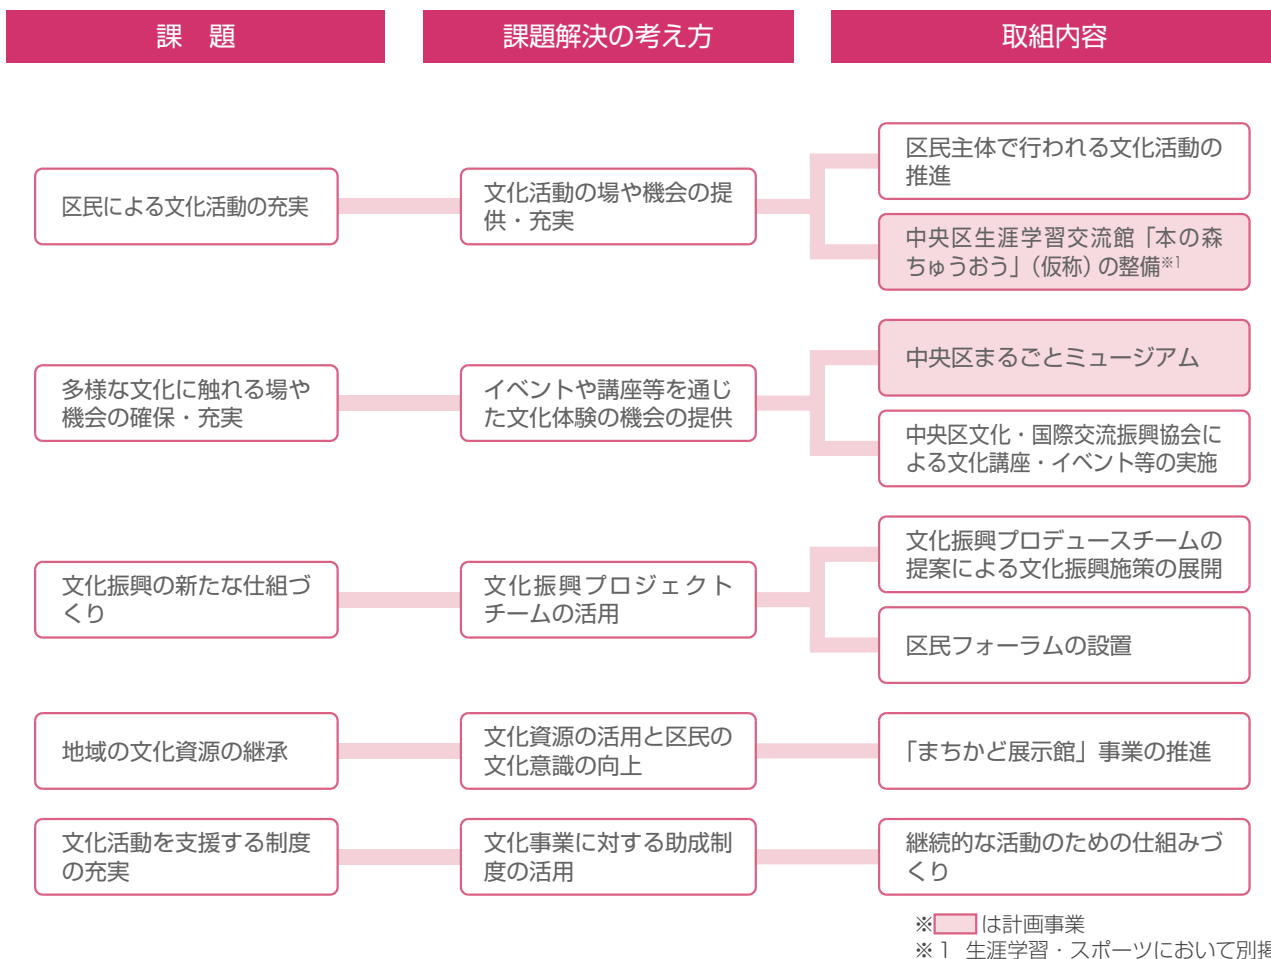 課　題
課題解決の考え方
取組内容
区民による文化活動の充実
文化活動の場や機会の提
供・充実
区民主体で行われる文化活動の
推進
中央区生涯学習交流館「本の森
ちゅうおう」（仮称）の整備※1
多様な文化に触れる場や
機会の確保・充実
イベントや講座等を通じ
た文化体験の機会の提供
中央区まるごとミュージアム
中央区文化・国際交流振興協会に
よる文化講座・イベント等の実施
文化振興の新たな仕組づ
くり
文化振興プロジェクト
チームの活用
文化振興プロデュースチームの
提案による文化振興施策の展開
区民フォーラムの設置
地域の文化資源の継承
文化資源の活用と区民の
文化意識の向上
「まちかど展示館」事業の推進
文化活動を支援する制度
の充実
文化事業に対する助成制
度の活用
継続的な活動のための仕組みづ
くり
※　は計画事業
※1　生涯学習・スポーツにおいて別掲